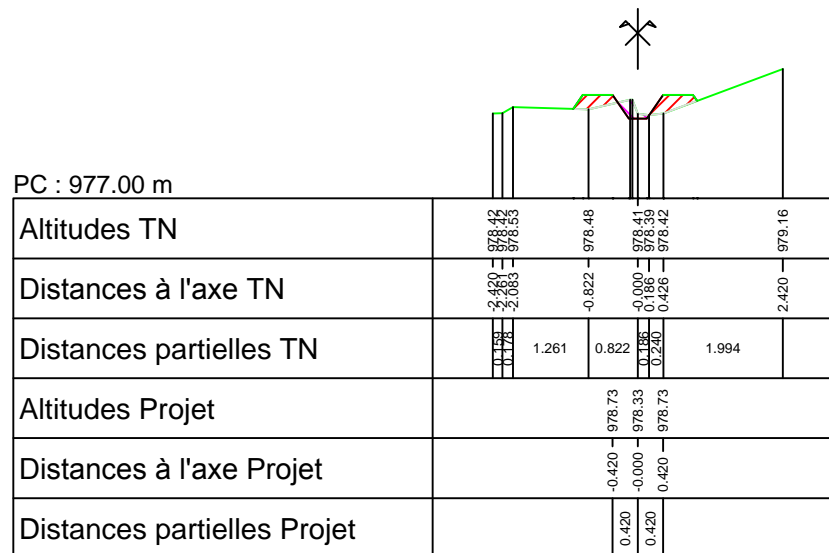 PC : 977.00 m
Altitudes TN 978.42 978.42 978.53 978.48 978.41 978.39 978.42 979.16
Distances à l'axe TN -2.420 -2.261 -2.083 -0.822 -0.000 0.186 0.426 2.420
Distances partielles TN 0.159 0.178 1.261 0.822 0.186 0.240 1.994
Altitudes Projet 978.73 978.33 978.73
Distances à l'axe Projet -0.420 -0.000 0.420
Distances partielles Projet 0.420 0.420